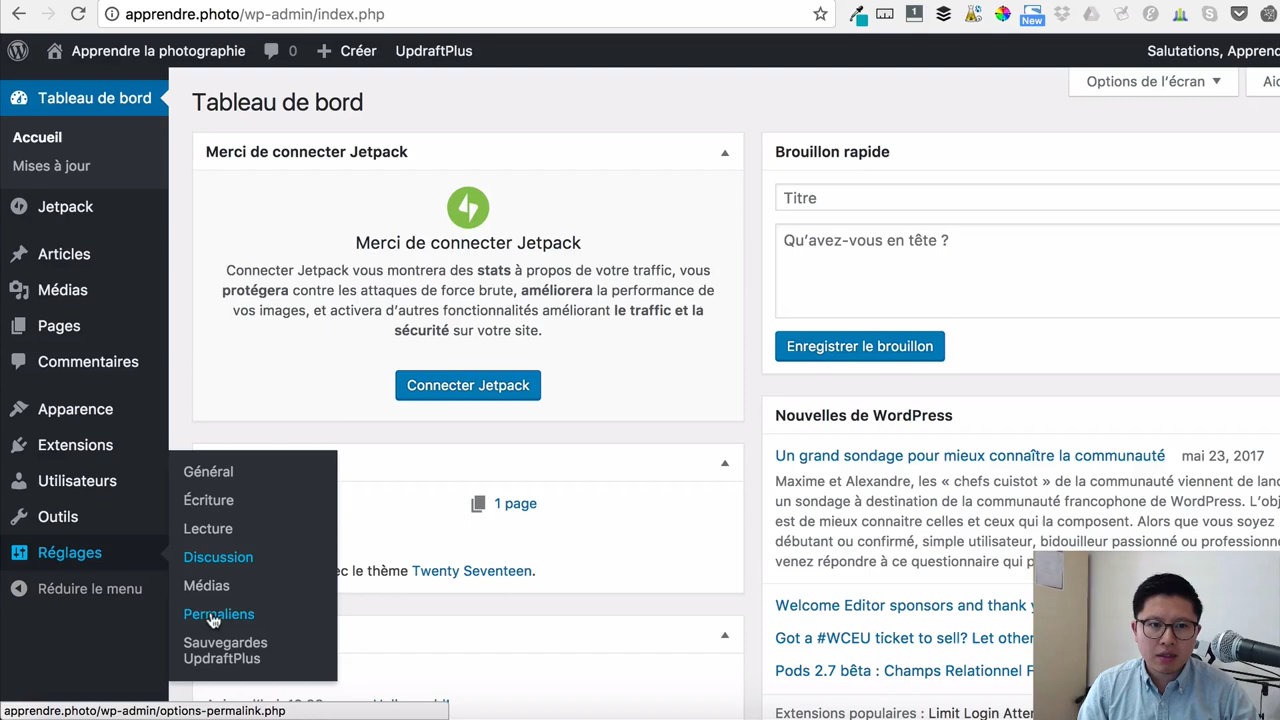 apprendre.photo/wp-admin/index.php
1
New
Apprendre la photographie
0
Créer
UpdraftPlus
Salutations, Apprend
Tableau de bord
Accueil
Mises à jour
Jetpack
Articles
Médias
Pages
Commentaires
Apparence
Extensions
Utilisateurs
Outils
Réglages
Réduire le menu
Général
Écriture
Lecture
Discussion
Médias
Permaliens
Sauvegardes
UpdraftPlus
Options de l'écran
Aid
Tableau de bord
Merci de connecter Jetpack
Merci de connecter Jetpack
Connecter Jetpack vous montrera des stats à propos de votre traffic, vous
protégera contre les attaques de force brute, améliorera la performance de
vos images, et activera d'autres fonctionnalités améliorant le traffic et la
sécurité sur votre site.
Connecter Jetpack
1 page
ec le thème Twenty Seventeen.
Brouillon rapide
Titre
Qu'avez-vous en tête ?
Enregistrer le brouillon
Nouvelles de WordPress
Un grand sondage pour mieux connaître la communauté mai 23, 2017
Maxime et Alexandre, les « chefs cuistot » de la communauté viennent de lanc
un sondage à destination de la communauté francophone de WordPress. L'obj
est de mieux connaitre celles et ceux qui la composent. Alors que vous soyez
débutant ou confirmé, simple utilisateur, bidouilleur passionné ou professionn
venez répondre à ce questionnaire qui p
Welcome Editor sponsors and thank y
Got a #WCEU ticket to sell? Let other
Pods 2.7 bêta : Champs Relationnel F
Extensions populaires : Limit Login Atter
apprendre.photo/wp-admin/options-permalink.php